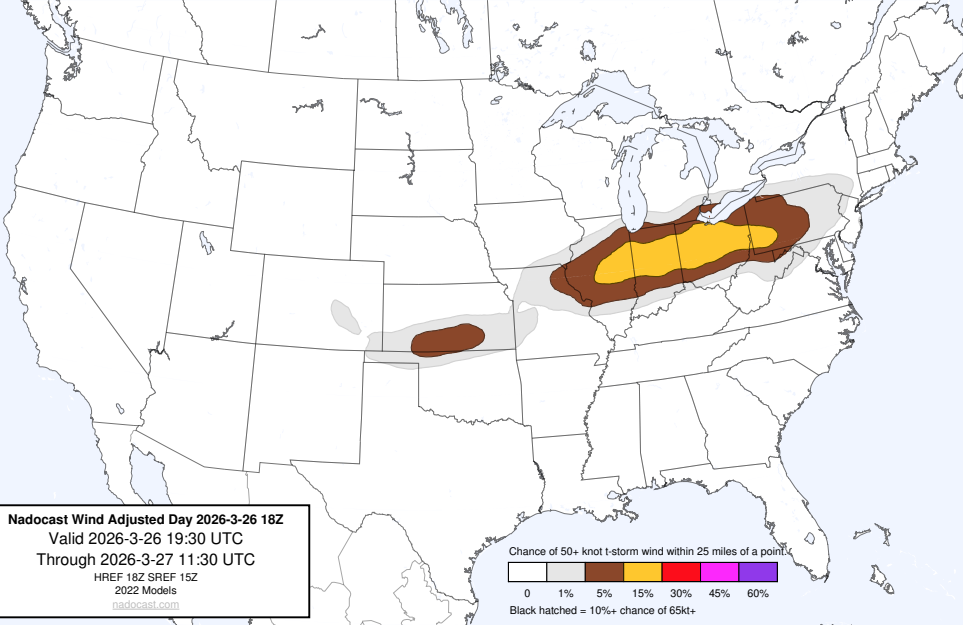 Nadocast Wind Adjusted Day 2026-3-26 18Z
Valid 2026-3-26 19:30 UTC
Through 2026-3-27 11:30 UTC
HREF 18Z SREF 15Z
2022 Models
nadocast.com
Chance of 50+ knot t-storm wind within 25 miles of a point.
0 1% 5% 15% 30% 45% 60%
Black hatched = 10%+ chance of 65kt+